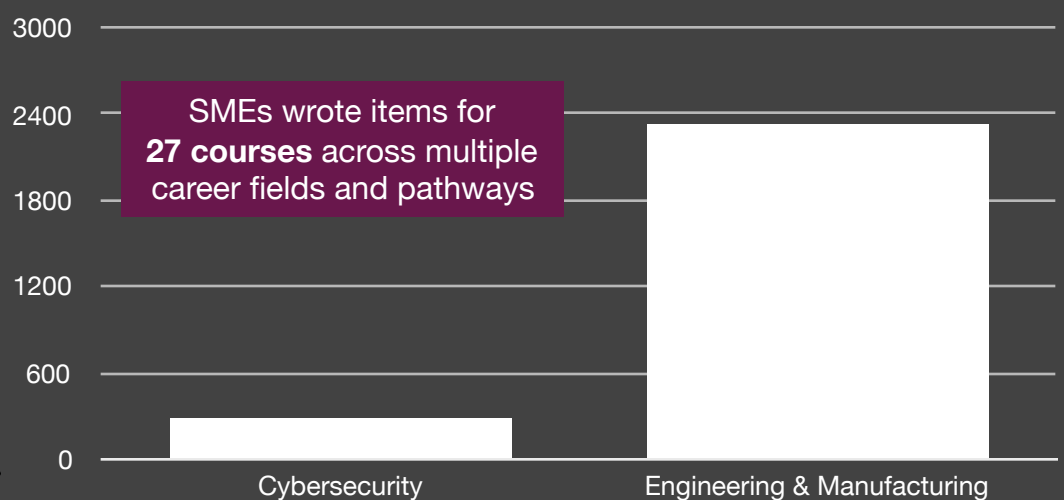 3000
2400
1800
1200
600
0
SMEs wrote items for
27 courses across multiple
career fields and pathways
Cybersecurity
Engineering & Manufacturing